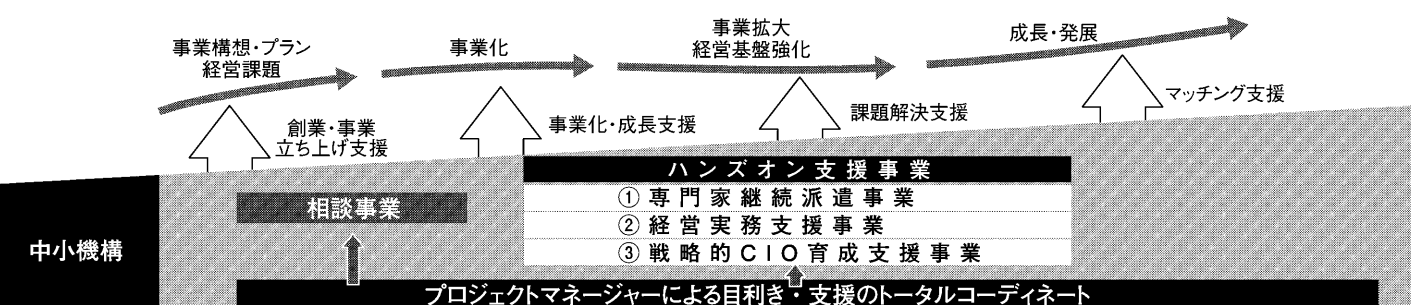 事業構想・プラン
経営課題
事業化
事業拡大
経営基盤強化
成長・発展
創業・事業
立ち上げ支援
事業化・成長支援
課題解決支援
マッチング支援
ハンズオン支援事業
①専門家継続派遣事業
②経営実務支援事業
③戦略的CIO育成支援事業
相談事業
中小機構
プロジェクトマネージャーによる目利き・支援のトータルコーディネート